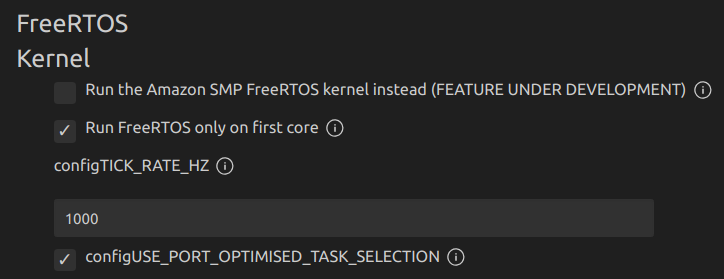 FreeRTOS
Kernel
Run the Amazon SMP FreeRTOS kernel instead (FEATURE UNDER DEVELOPMENT)
Run FreeRTOS only on first core
configTICK_RATE_HZ
1000
configUSE_PORT_OPTIMISED_TASK_SELECTION